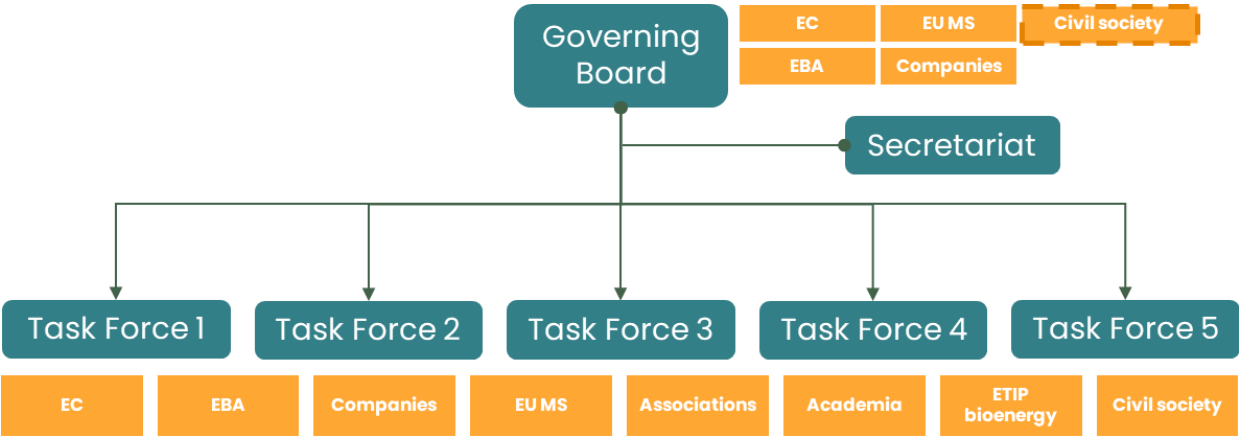 Governing
Board
EC
EU MS
Civil society
EBA
Companies
Secretariat
Task Force 1
Task Force 2
Task Force 3
Task Force 4
Task Force 5
EC
EBA
Companies
EU MS
Associations
Academia
ETIP
bioenergy
Civil society